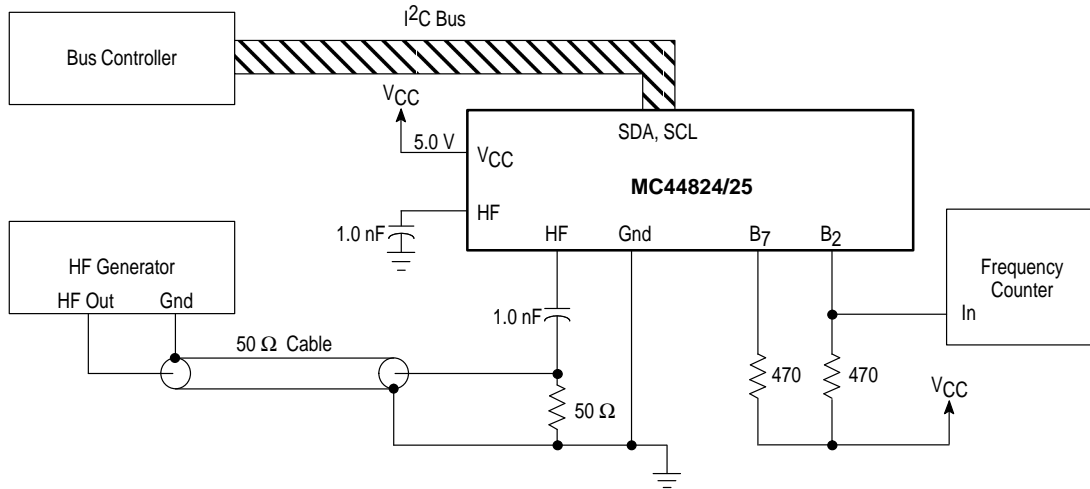 I²C Bus
Bus Controller
VCC
5.0 V
SDA, SCL
VCC
MC44824/25
HF
1.0 nF
HF
Gnd
B7
B2
HF Generator
HF Out
Gnd
Frequency
Counter
In
1.0 nF
50 Ω Cable
470
470
VCC
50 Ω